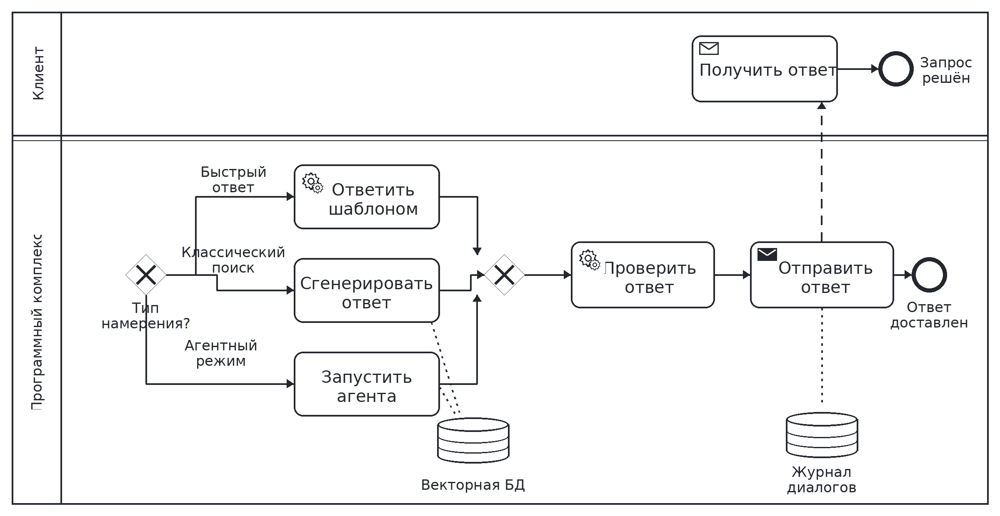 Клиент
Получить ответ
Запрос
решён
Программный комплекс
Быстрый
ответ
Ответить
шаблоном
Классический
поиск
Тип
намерения?
Сгенерировать
ответ
Проверить
ответ
Отправить
ответ
Ответ
доставлен
Агентный
режим
Запустить
агента
Векторная БД
Журнал
диалогов